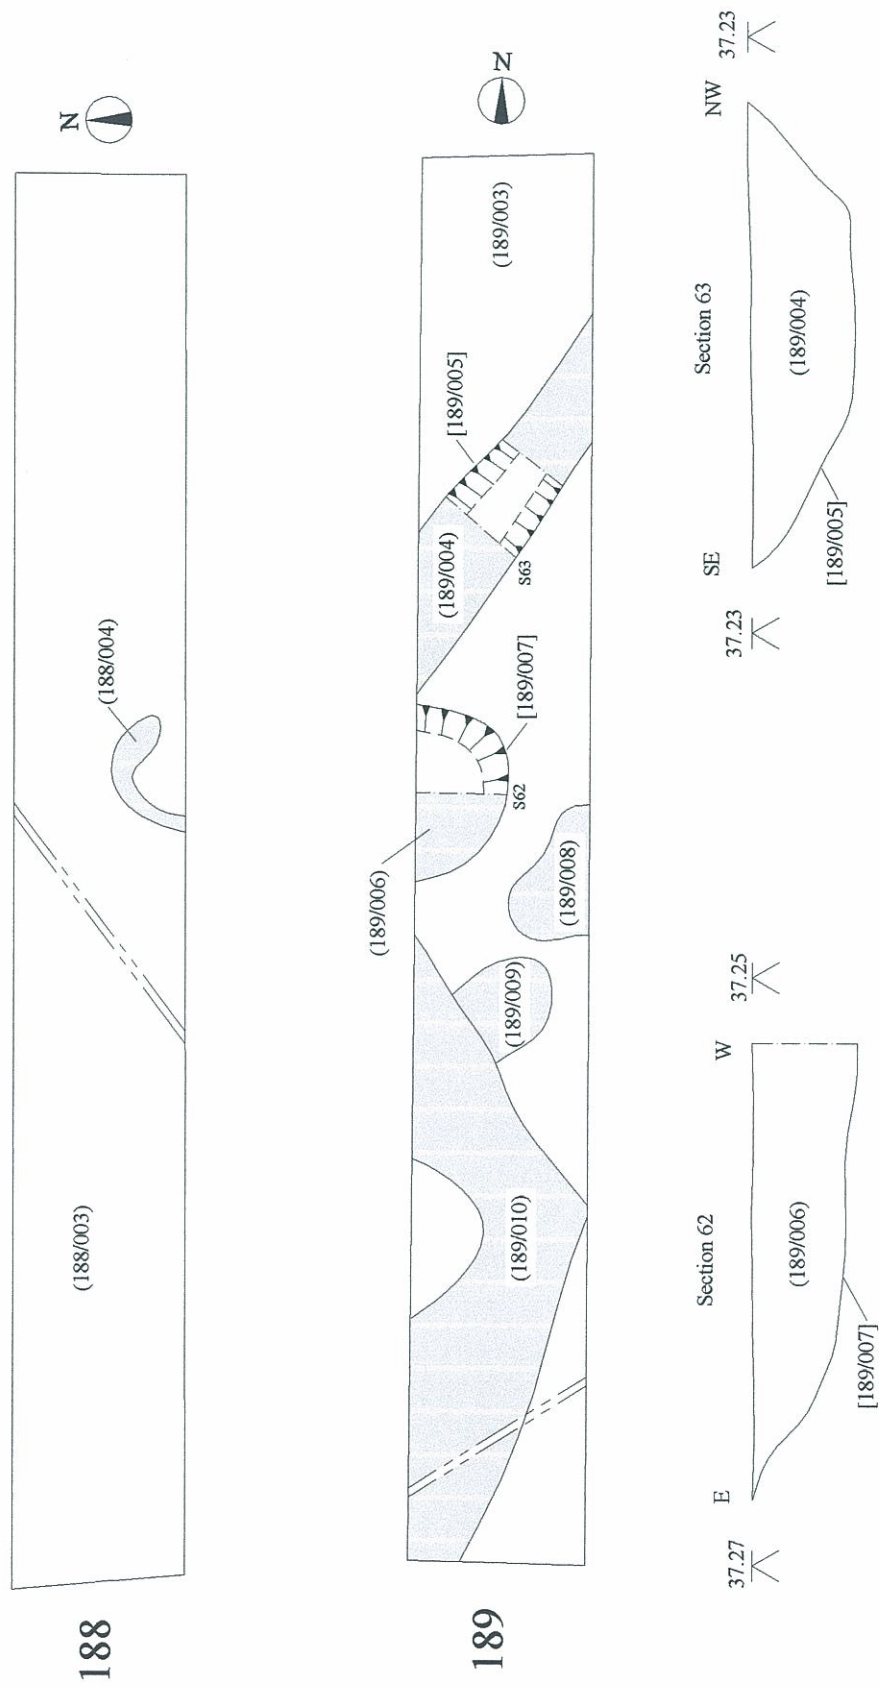 188
(188/003)
(188/004)
N
189
(189/010)
(189/009)
(189/008)
(189/006)
S62
[189/007]
(189/004)
S63
[189/005]
(189/003)
N
Section 62
37.27
E
W
37.25
(189/006)
[189/007]
Section 63
37.23
SE
NW
37.23
(189/004)
[189/005]